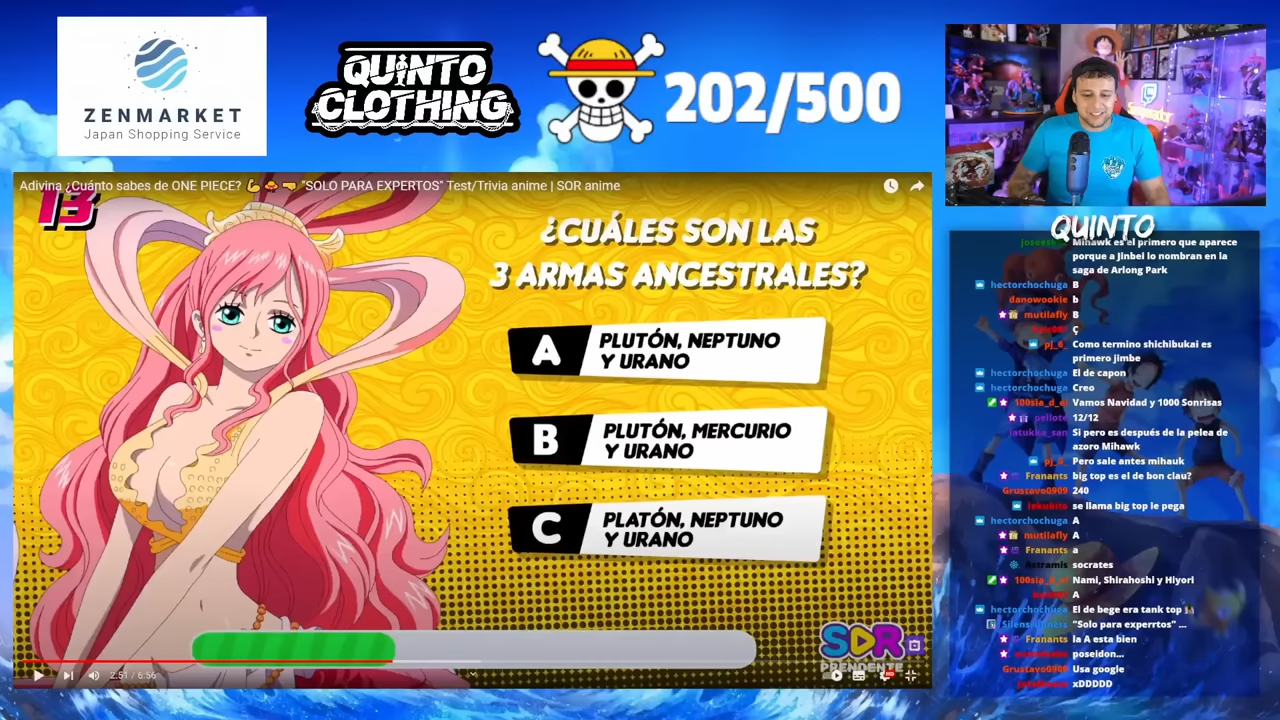 ZENMARKET
Japan Shopping Service
QUINTO
CLOTHING
202/500
Adivina ¿Cuánto sabes de ONE PIECE? 💪 🤜 "SOLO PARA EXPERTOS" Test/Trivia anime | SOR anime
13
¿CUÁLES SON LAS
3 ARMAS ANCESTRALES?
A
PLUTÓN, NEPTUNO
Y URANO
B
PLUTÓN, MERCURIO
Y URANO
C
PLATÓN, NEPTUNO
Y URANO
SOR
PRENDENTE
2:51 / 6:56
HD
QUINTO
Mihawk es el primero que aparece
porque a Jinbei lo nombran en la
saga de Arlong Park
hectorchochuga B
danowookie b
mutilafly B
Ç
pj_6_ Como termino shichibukai es
primero jimbe
hectorchochuga El de capon
hectorchochuga Creo
Vamos Navidad y 1000 Sonrisas
pellote 12/12
Si pero es después de la pelea de
azoro Mihawk
pj_6_ Pero sale antes mihauk
Franants big top es el de bon clau?
Grustavo0909 240
se llama big top le pega
hectorchochuga A
mutilafly A
Franants a
Astramis socrates
Nami, Shirahoshi y Hiyori
A
hectorchochuga El de bege era tank top
"Solo para experrtos" ...
Franants la A esta bien
poseidon...
Grustavo0909 Usa google
xDDDDD